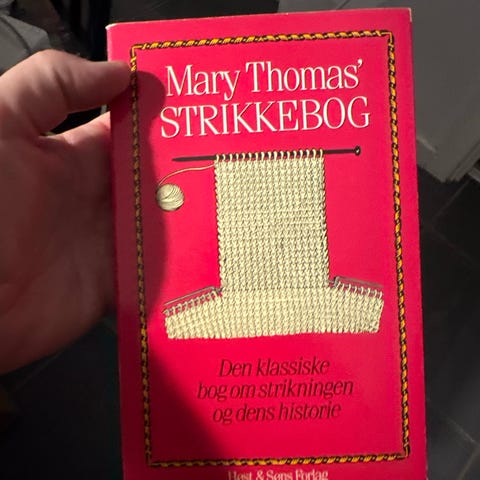 Mary Thomas'
STRIKKEBOG
Den klassiske
bog om strikningen
og dens historie
Høst & Søns Forlag